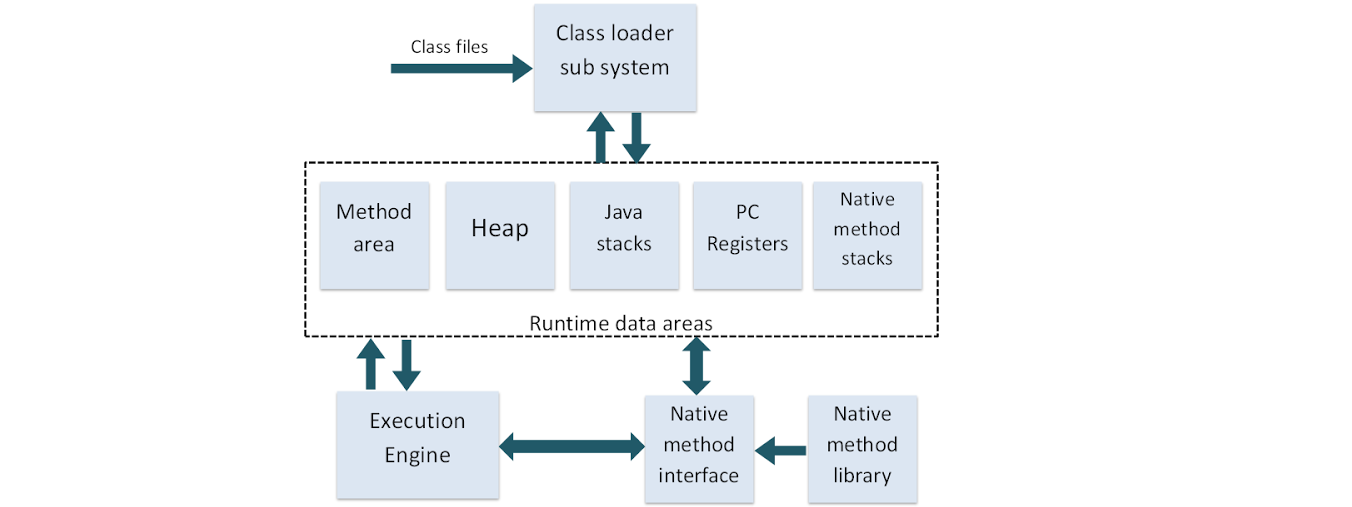 Class files
Class loader
sub system
Method
area
Heap
Java
stacks
PC
Registers
Native
method
stacks
Runtime data areas
Execution
Engine
Native
method
interface
Native
method
library